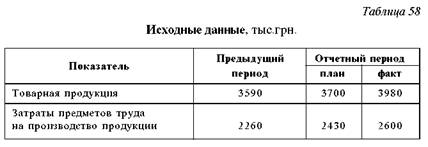 Таблица 58
Исходные данные, тыс.грн.
Показатель
Предыдущий период
Отчетный период
план
факт
Товарная продукция 3590 3700 3980
Затраты предметов труда
на производство продукции 2260 2430 2600